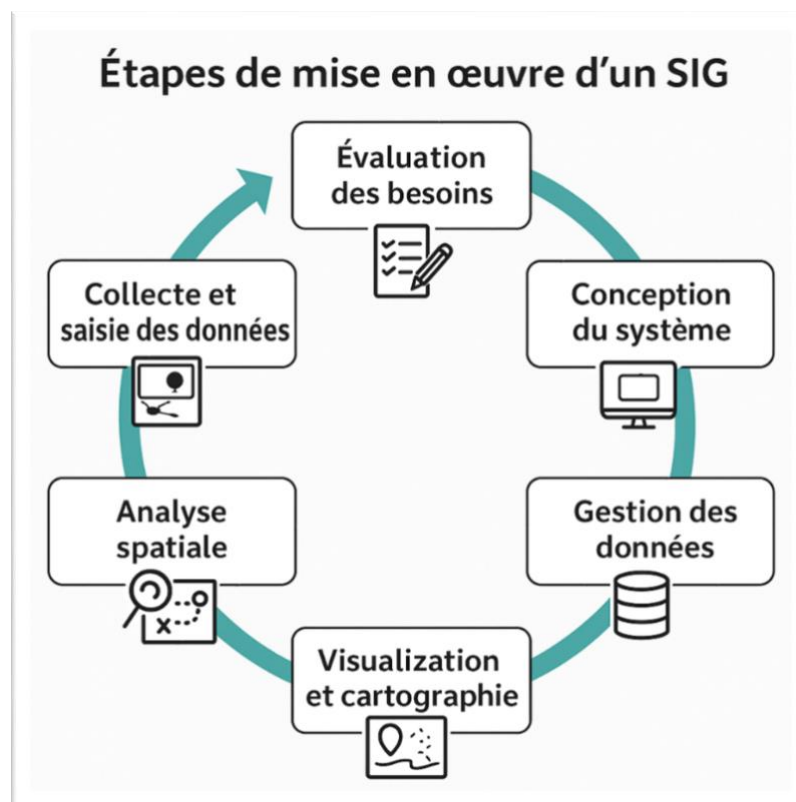 Étapes de mise en œuvre d'un SIG
Évaluation
des besoins
Conception
du système
Gestion des
données
Visualization
et cartographie
Analyse
spatiale
Collecte et
saisie des données